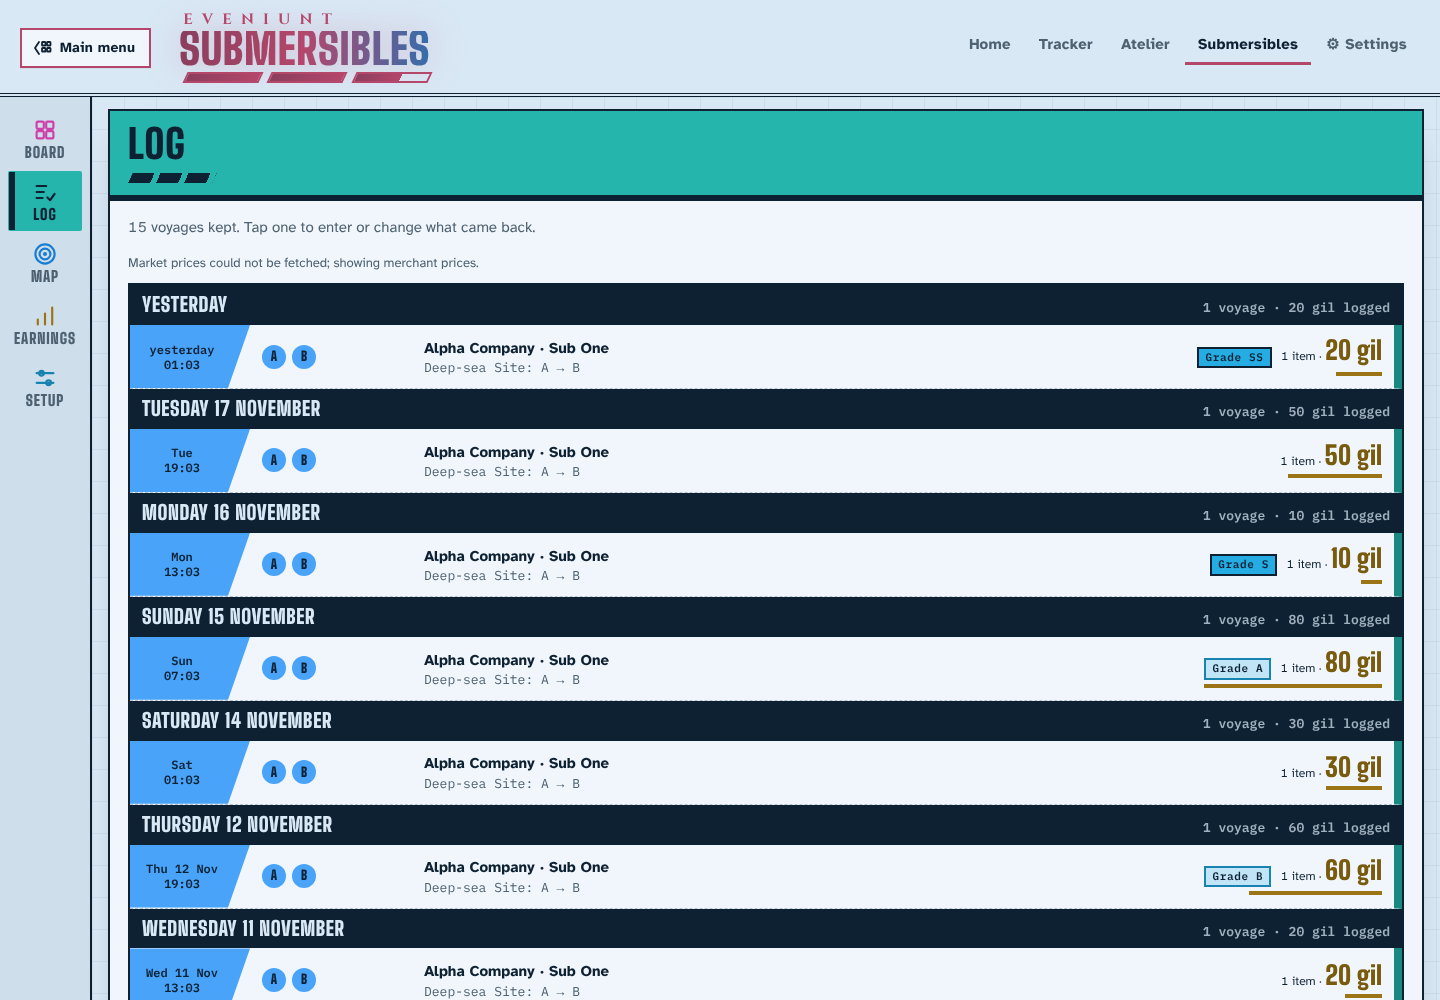 Main menu
EVENIUNT
SUBMERSIBLES
Home
Tracker
Atelier
Submersibles
⚙ Settings
BOARD
LOG
MAP
EARNINGS
SETUP
LOG
15 voyages kept. Tap one to enter or change what came back.
Market prices could not be fetched; showing merchant prices.
YESTERDAY
1 voyage · 20 gil logged
yesterday
01:03
A B
Alpha Company · Sub One
Deep-sea Site: A → B
Grade SS 1 item · 20 gil
TUESDAY 17 NOVEMBER
1 voyage · 50 gil logged
Tue
19:03
A B
Alpha Company · Sub One
Deep-sea Site: A → B
1 item · 50 gil
MONDAY 16 NOVEMBER
1 voyage · 10 gil logged
Mon
13:03
A B
Alpha Company · Sub One
Deep-sea Site: A → B
Grade S 1 item · 10 gil
SUNDAY 15 NOVEMBER
1 voyage · 80 gil logged
Sun
07:03
A B
Alpha Company · Sub One
Deep-sea Site: A → B
Grade A 1 item · 80 gil
SATURDAY 14 NOVEMBER
1 voyage · 30 gil logged
Sat
01:03
A B
Alpha Company · Sub One
Deep-sea Site: A → B
1 item · 30 gil
THURSDAY 12 NOVEMBER
1 voyage · 60 gil logged
Thu 12 Nov
19:03
A B
Alpha Company · Sub One
Deep-sea Site: A → B
Grade B 1 item · 60 gil
WEDNESDAY 11 NOVEMBER
1 voyage · 20 gil logged
Wed 11 Nov
13:03
A B
Alpha Company · Sub One
Deep-sea Site: A → B
1 item · 20 gil